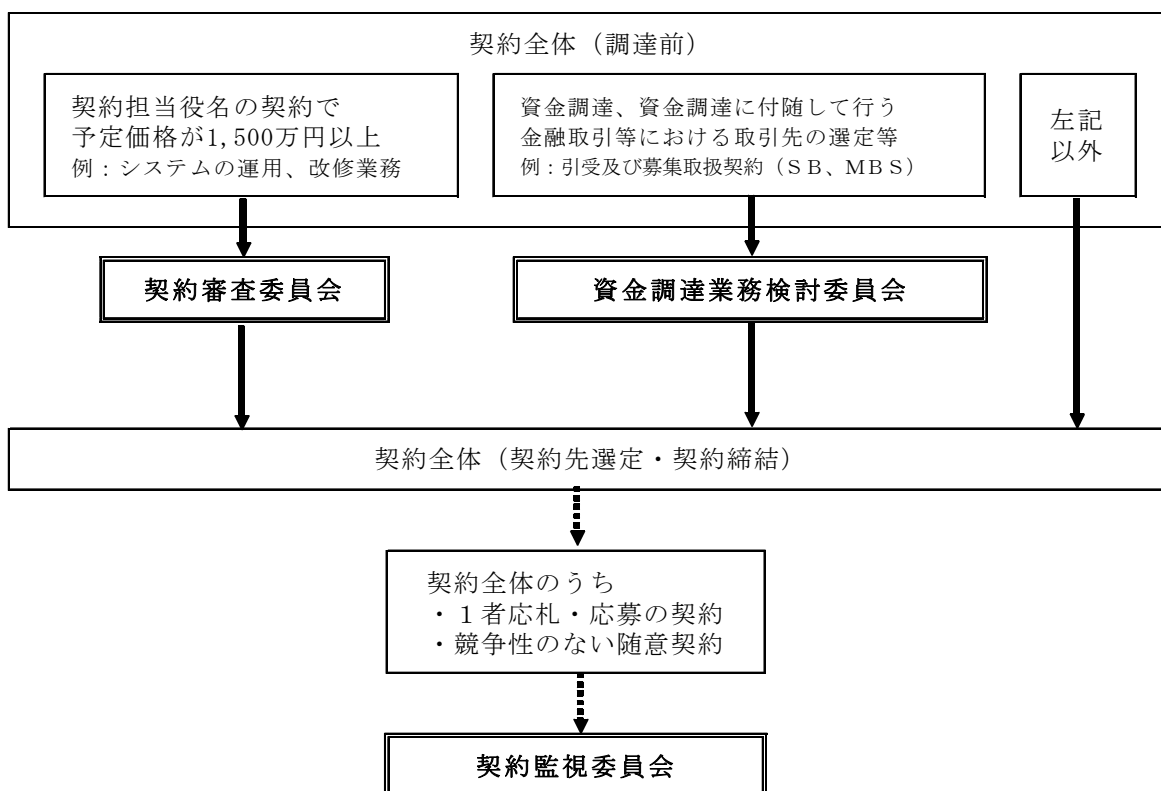 契約全体（調達前）
契約担当役名の契約で
予定価格が1,500万円以上
例：システムの運用、改修業務
資金調達、資金調達に付随して行う
金融取引等における取引先の選定等
例：引受及び募集取扱契約（ＳＢ、ＭＢＳ）
左記
以外
契約審査委員会
資金調達業務検討委員会
契約全体（契約先選定・契約締結）
契約全体のうち
・１者応札・応募の契約
・競争性のない随意契約
契約監視委員会